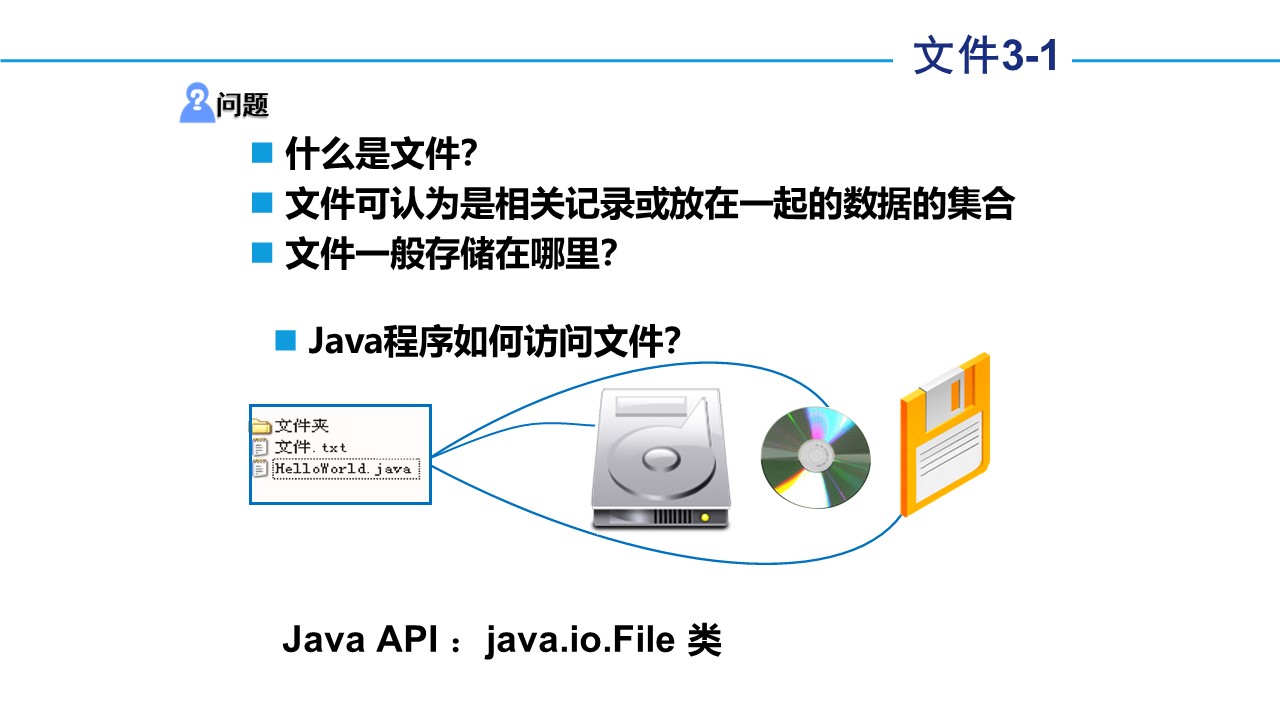 文件3-1
问题
什么是文件?
文件可认为是相关记录或放在一起的数据的集合
文件一般存储在哪里?
Java程序如何访问文件?
文件夹
文件.txt
HelloWorld.java
Java API ： java.io.File 类